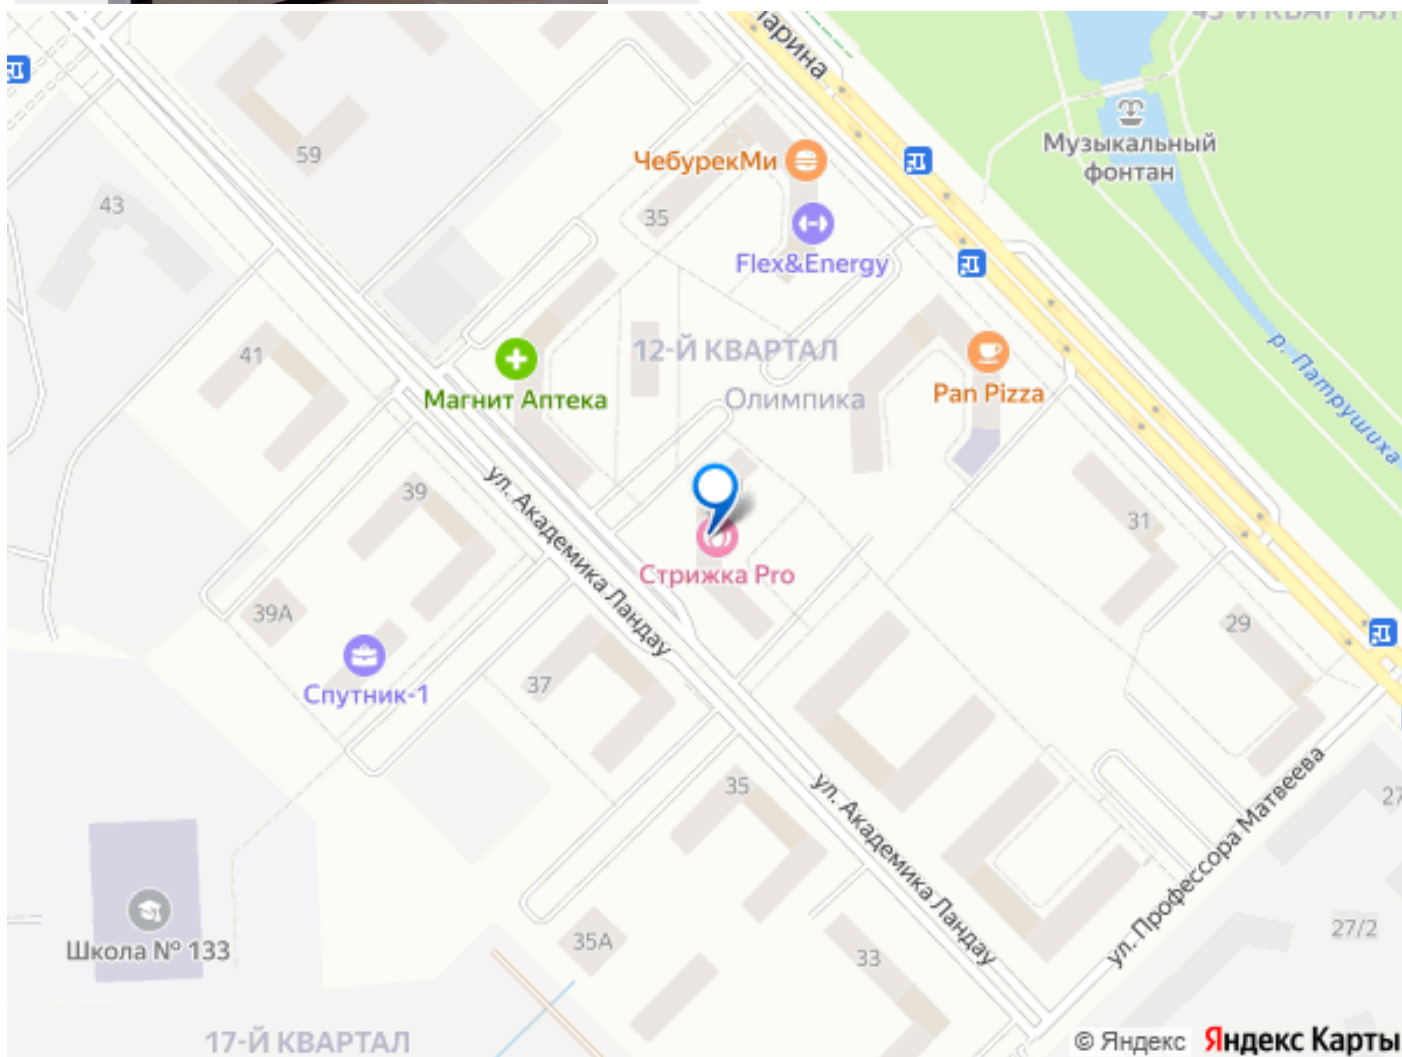 43-Й КВАРТАЛ
Музыкальный
фонтан
59
ЧебурекМи
43
35
Flex&Energy
41
12-Й КВАРТАЛ
р. Патрушиха
Магнит Аптека
Олимпика
Pan Pizza
39
ул. Академика Ландау
31
Стрижка Pro
39А
29
Спутник-1
37
35
ул. Академика Ландау
ул. Профессора Матвеева
27
Школа № 133
35А
33
27/2
17-Й КВАРТАЛ
© Яндекс Яндекс Карты